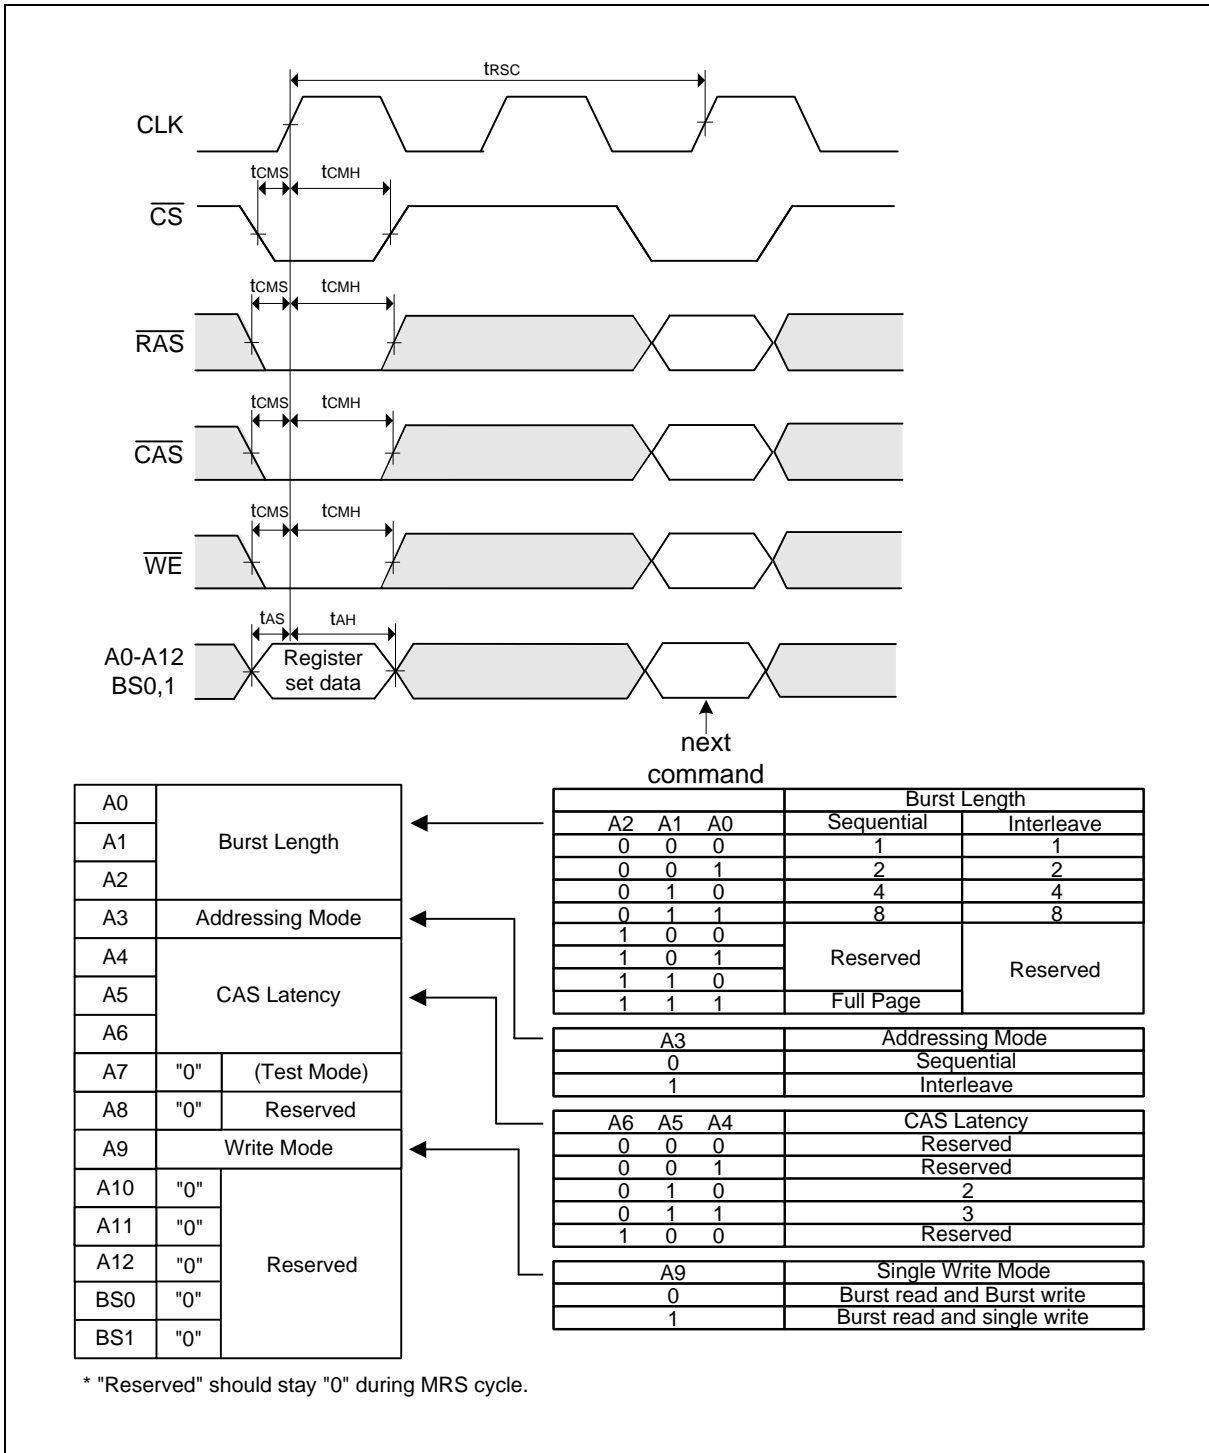 tRSC
CLK
tCMS tCMH
CS
tCMS tCMH
RAS
tCMS tCMH
CAS
tCMS tCMH
WE
tAS tAH
A0-A12
BS0,1
Register
set data
next
command
A0
A1
A2
Burst Length
A3 Addressing Mode
A4
A5
A6
CAS Latency
A7 "0" (Test Mode)
A8 "0" Reserved
A9 Write Mode
A10 "0"
A11 "0"
A12 "0"
BS0 "0"
BS1 "0"
Reserved
Burst Length
A2 A1 A0 Sequential Interleave
0 0 0 1 1
0 0 1 2 2
0 1 0 4 4
0 1 1 8 8
1 0 0
1 0 1 Reserved Reserved
1 1 0
1 1 1 Full Page
A3 Addressing Mode
0 Sequential
1 Interleave
A6 A5 A4 CAS Latency
0 0 0 Reserved
0 0 1 Reserved
0 1 0 2
0 1 1 3
1 0 0 Reserved
A9 Single Write Mode
0 Burst read and Burst write
1 Burst read and single write
* "Reserved" should stay "0" during MRS cycle.